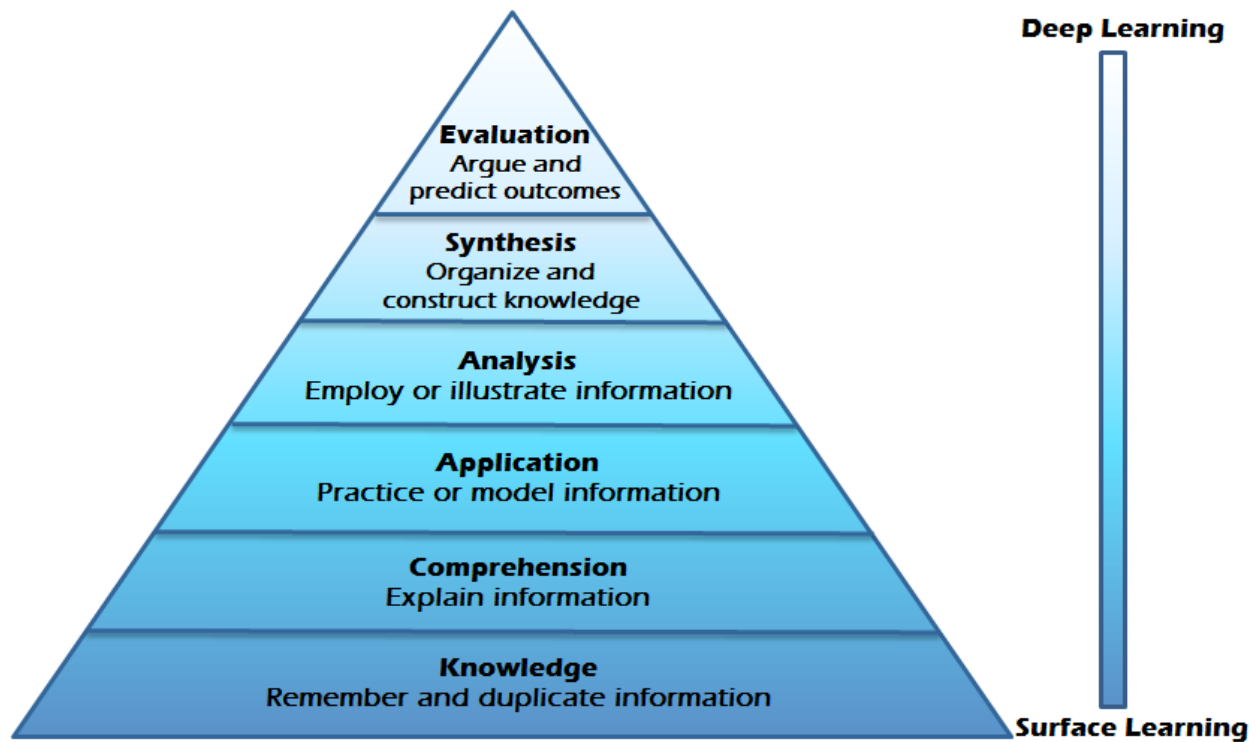 Deep Learning
Evaluation
Argue and
predict outcomes
Synthesis
Organize and
construct knowledge
Analysis
Employ or illustrate information
Application
Practice or model information
Comprehension
Explain information
Knowledge
Remember and duplicate information
Surface Learning